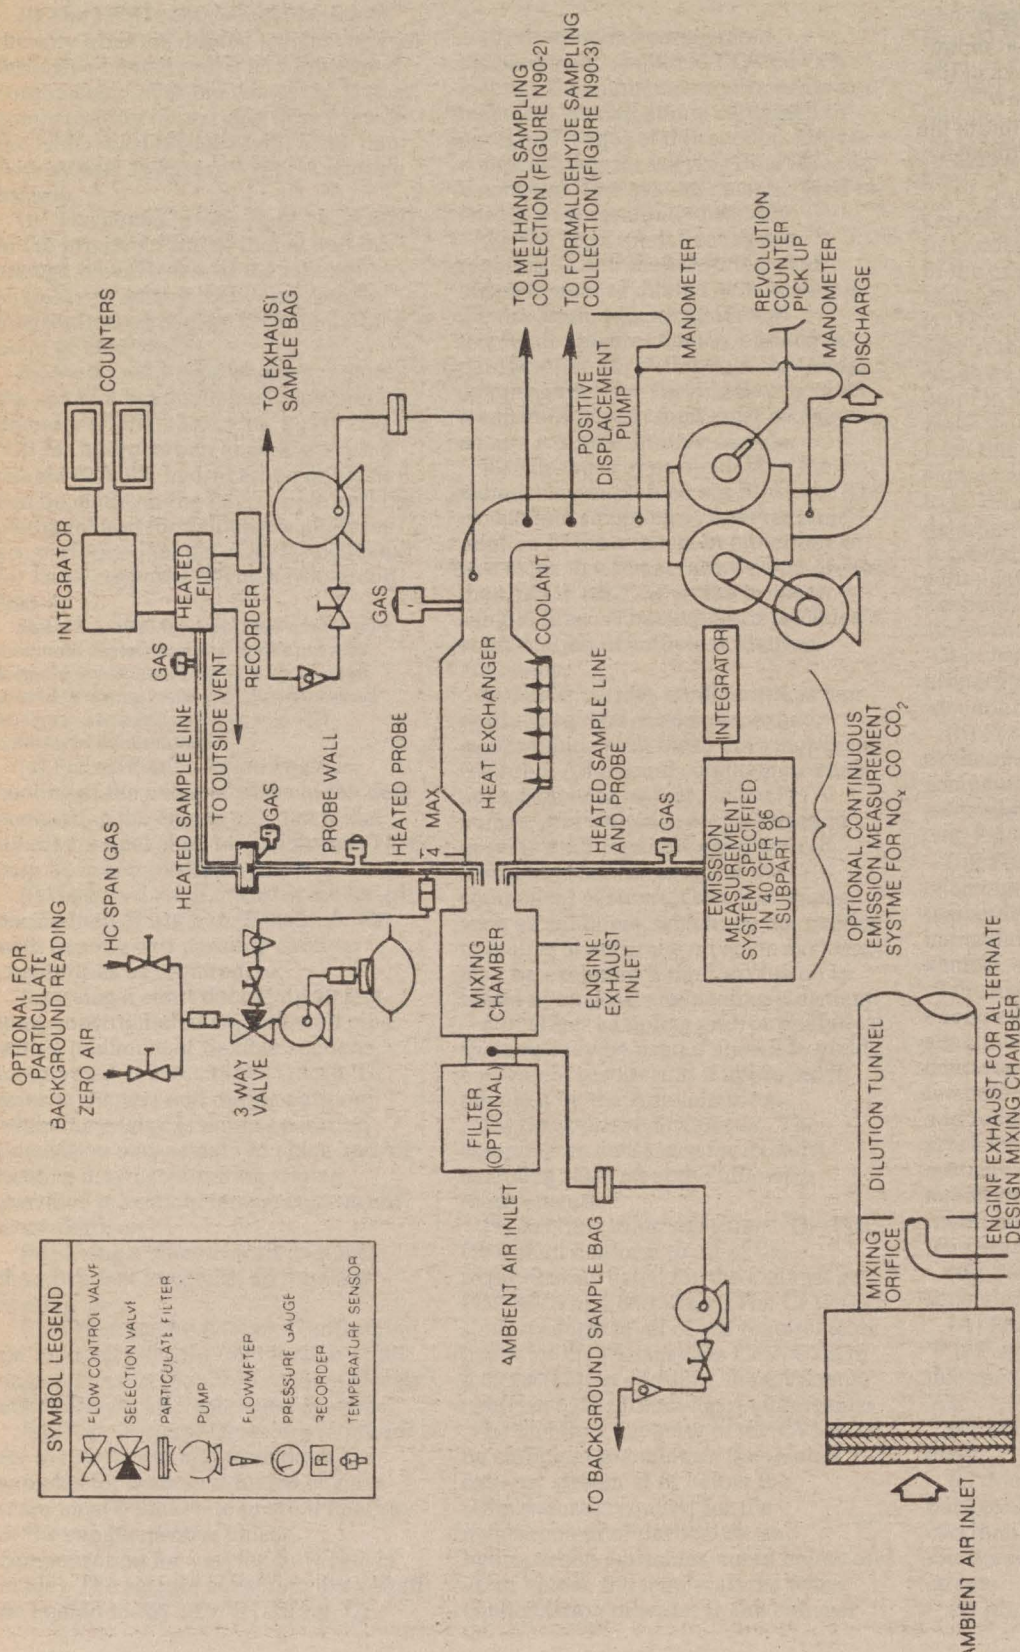 SYMBOL LEGEND
FLOW CONTROL VALVE
SELECTION VALVE
PARTICULATE FILTER
PUMP
FLOWMETER
PRESSURE GAUGE
R
RECORDER
TEMPERATURE SENSOR
OPTIONAL FOR
PARTICULATE
BACKGROUND READING
ZERO AIR
HC SPAN GAS
3 WAY
VALVE
HEATED SAMPLE LINE
TO OUTSIDE VENT
GAS
PROBE WALL
HEATED PROBE
4 MAX
INTEGRATOR
COUNTERS
GAS
HEATED
FID
RECORDER
TO EXHAUST
SAMPLE BAG
GAS
HEAT EXCHANGER
COOLANT
TO METHANOL SAMPLING
COLLECTION (FIGURE N90-2)
TO FORMALDEHYDE SAMPLING
COLLECTION (FIGURE N90-3)
POSITIVE
DISPLACEMENT
PUMP
MANOMETER
REVOLUTION
COUNTER
PICK UP
MANOMETER
DISCHARGE
AMBIENT AIR INLET
FILTER
(OPTIONAL)
MIXING
CHAMBER
ENGINE
EXHAUST
INLET
HEATED SAMPLE LINE
AND PROBE
GAS
EMISSION
MEASUREMENT
SYSTEM SPECIFIED
IN 40 CFR 86
SUBPART D
INTEGRATOR
OPTIONAL CONTINUOUS
EMISSION MEASUREMENT
SYSTME FOR NOx CO CO2
TO BACKGROUND SAMPLE BAG
AMBIENT AIR INLET
MIXING
ORIFICE
DILUTION TUNNEL
ENGINE EXHAUST FOR ALTERNATE
DESIGN MIXING CHAMBER